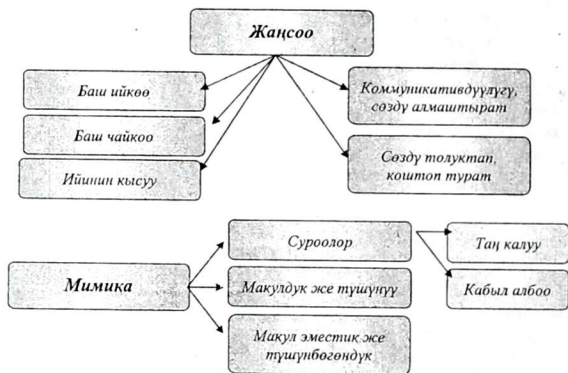 Жаңсоо
Баш ийкөө
Баш чайкоо
Ийинин кысуу
Коммуникативдүүлүгү,
сөздү алмаштырат
Сөздү толуктап,
коштоп турат
Мимика
Суроолор
Макулдук же түшүнүү
Макул эместик же
түшүнбөгөндүк
Таң калуу
Кабыл албоо